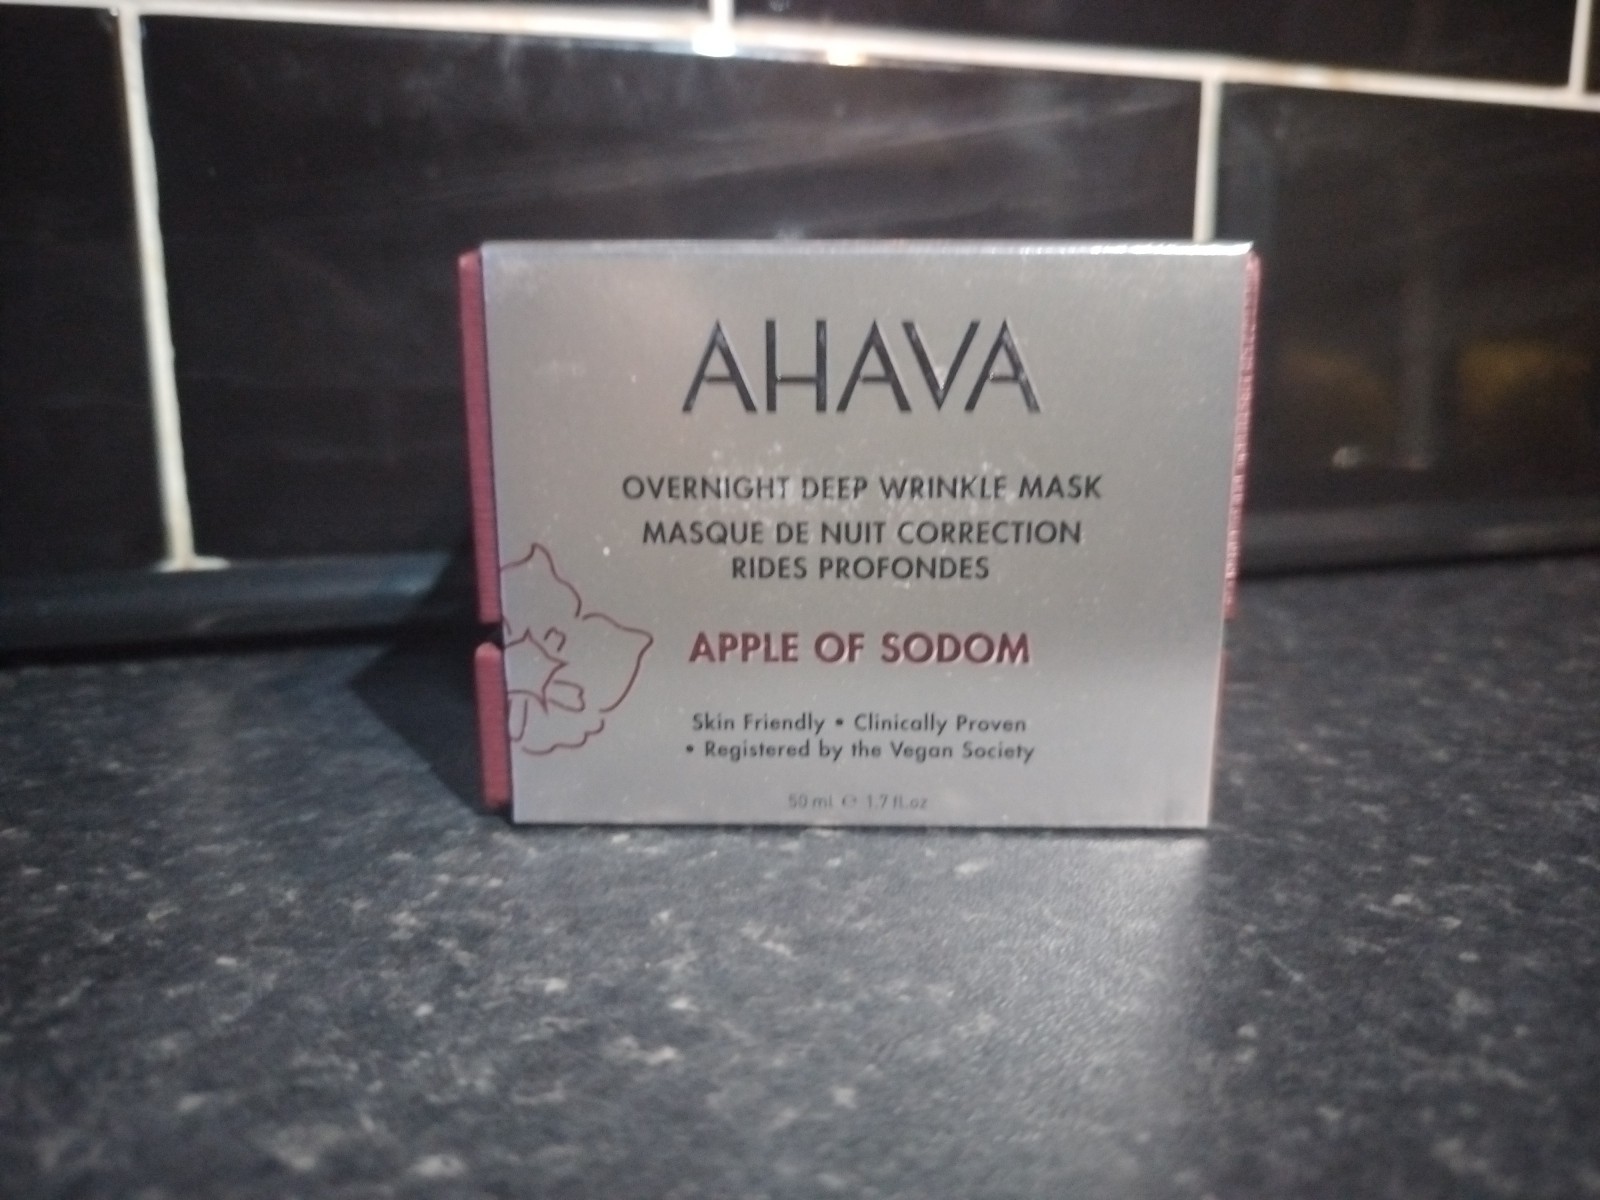 AHAVA
OVERNIGHT DEEP WRINKLE MASK
MASQUE DE NUIT CORRECTION
RIDES PROFONDES
APPLE OF SODOM
Skin Friendly • Clinically Proven
• Registered by the Vegan Society
50 ml ℮ 1.7 fl.oz